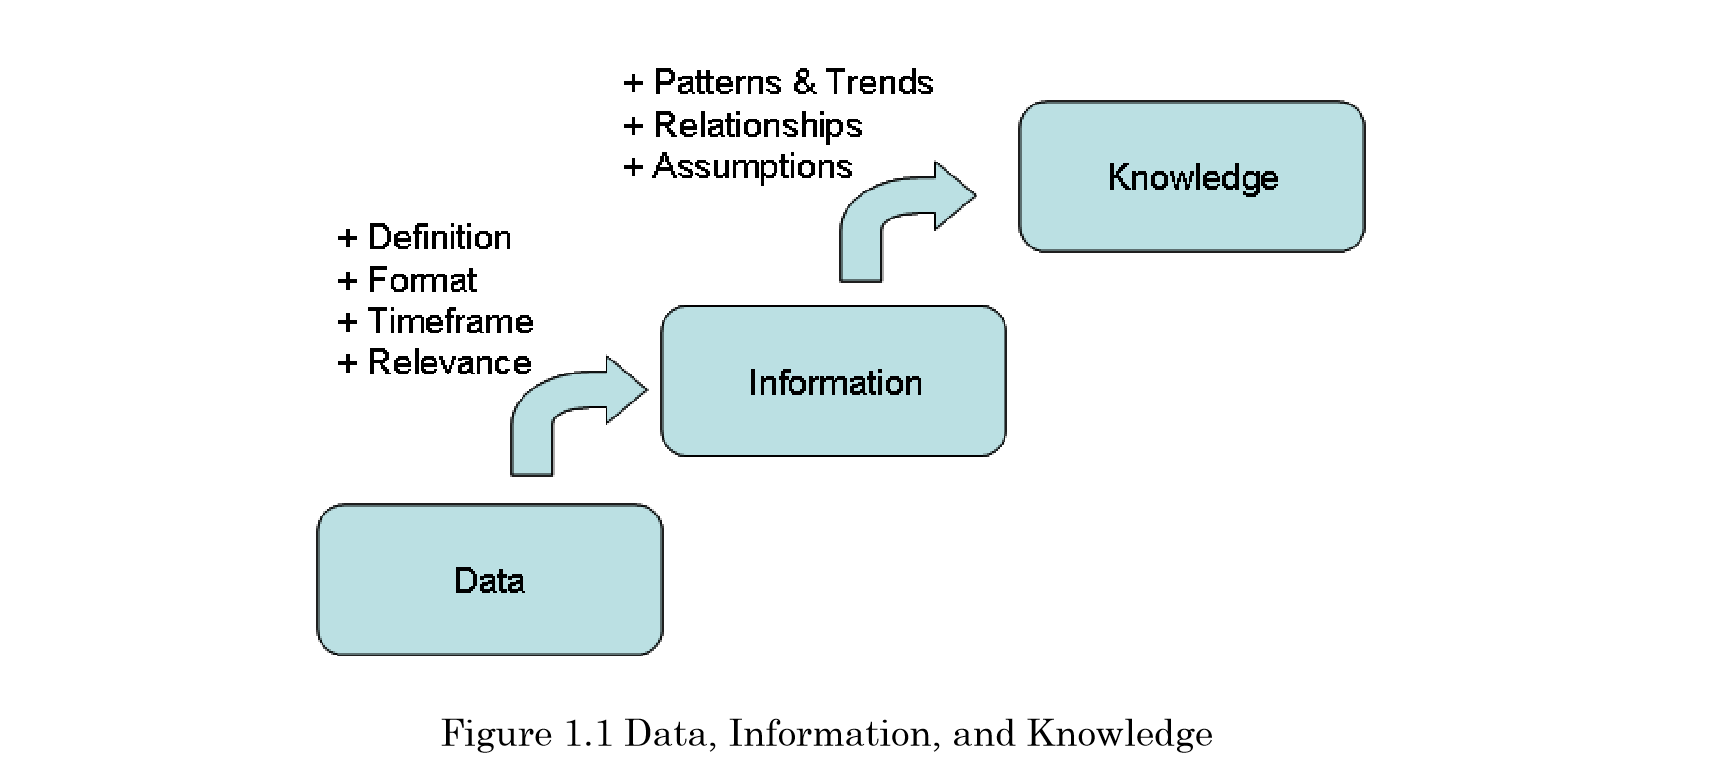 + Patterns & Trends
+ Relationships
+ Assumptions
Knowledge
+ Definition
+ Format
+ Timeframe
+ Relevance
Information
Data
Figure 1.1 Data, Information, and Knowledge